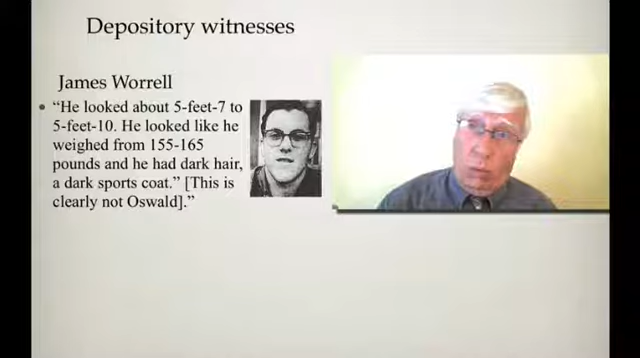 Depository witnesses
James Worrell
• “He looked about 5-feet-7 to
5-feet-10. He looked like he
weighed from 155-165
pounds and he had dark hair,
a dark sports coat.” [This is
clearly not Oswald].”